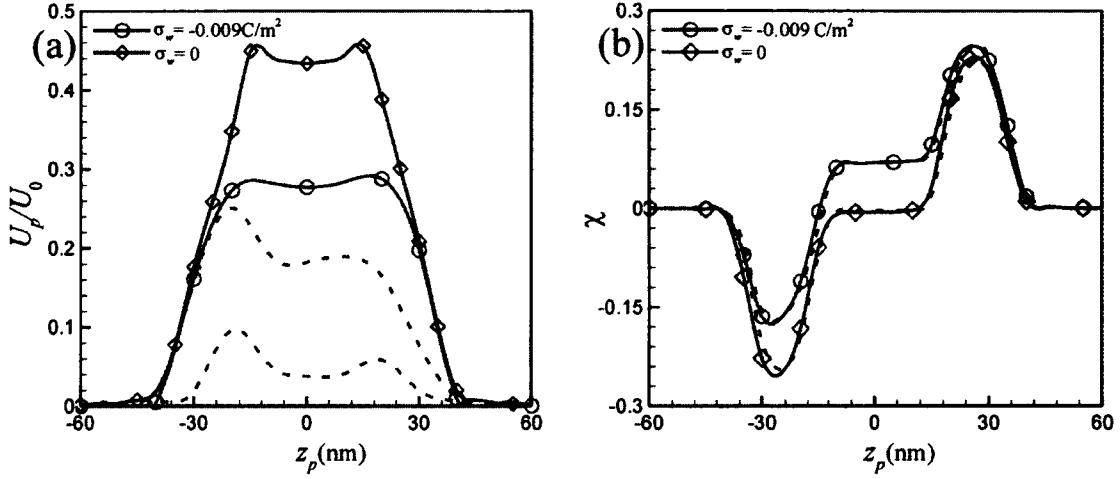 (a)
σw= -0.009C/m²
σw= 0
0.5
0.4
0.3
0.2
0.1
0
Up/U0
-60 -30 0 30 60
zp(nm)
(b)
σw= -0.009 C/m²
σw= 0
0.3
0.15
0
-0.15
-0.3
χ
-60 -30 0 30 60
zp(nm)